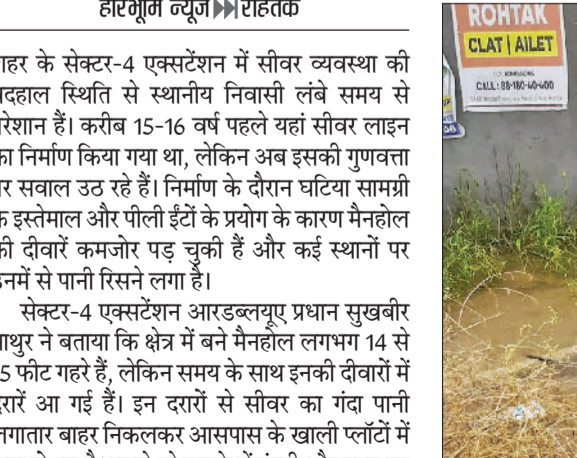 हरिभूमि न्यूज ▶▶ रोहतक
शहर के सेक्टर-4 एक्सटेंशन में सीवर व्यवस्था की
बदहाल स्थिति से स्थानीय निवासी लंबे समय से
परेशान हैं। करीब 15-16 वर्ष पहले यहां सीवर लाइन
का निर्माण किया गया था, लेकिन अब इसकी गुणवत्ता
पर सवाल उठ रहे हैं। निर्माण के दौरान घटिया सामग्री
के इस्तेमाल और पीली ईंटों के प्रयोग के कारण मैनहोल
की दीवारें कमजोर पड़ चुकी हैं और कई स्थानों पर
इनमें से पानी रिसने लगा है।
सेक्टर-4 एक्सटेंशन आरडब्लयूए प्रधान सुखबीर
माथुर ने बताया कि क्षेत्र में बने मैनहोल लगभग 14 से
15 फीट गहरे हैं, लेकिन समय के साथ इनकी दीवारों में
दरारें आ गई हैं। इन दरारों से सीवर का गंदा पानी
लगातार बाहर निकलकर आसपास के खाली प्लॉटों में
ROHTAK
CLAT | AILET
CALL: 88-180-40-400